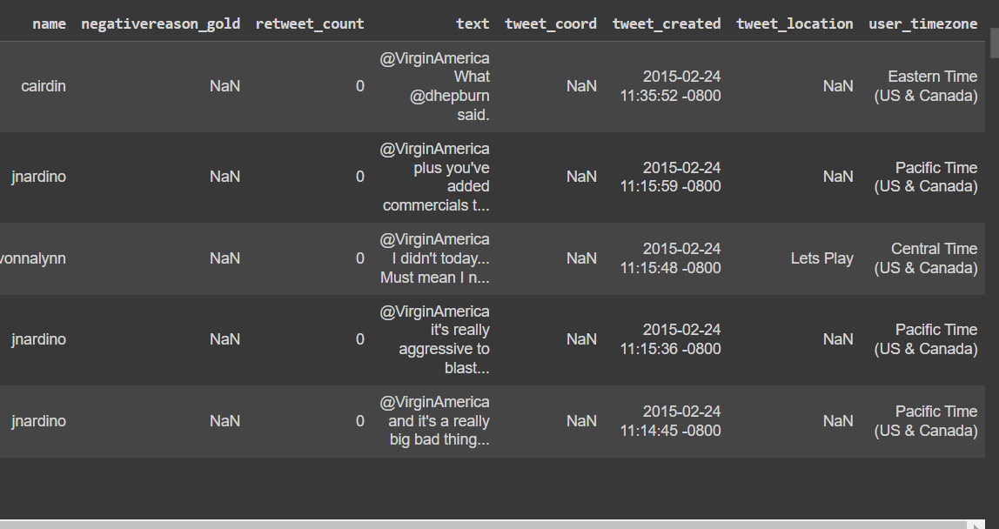 name negativereason_gold retweet_count text tweet_coord tweet_created tweet_location user_timezone
cairdin NaN 0 @VirginAmerica What @dhepburn said. NaN 2015-02-24 11:35:52 -0800 NaN Eastern Time (US & Canada)
jnardino NaN 0 @VirginAmerica plus you've added commercials t... NaN 2015-02-24 11:15:59 -0800 NaN Pacific Time (US & Canada)
vonnalynn NaN 0 @VirginAmerica I didn't today... Must mean I n... NaN 2015-02-24 11:15:48 -0800 Lets Play Central Time (US & Canada)
jnardino NaN 0 @VirginAmerica it's really aggressive to blast... NaN 2015-02-24 11:15:36 -0800 NaN Pacific Time (US & Canada)
jnardino NaN 0 @VirginAmerica and it's a really big bad thing... NaN 2015-02-24 11:14:45 -0800 NaN Pacific Time (US & Canada)